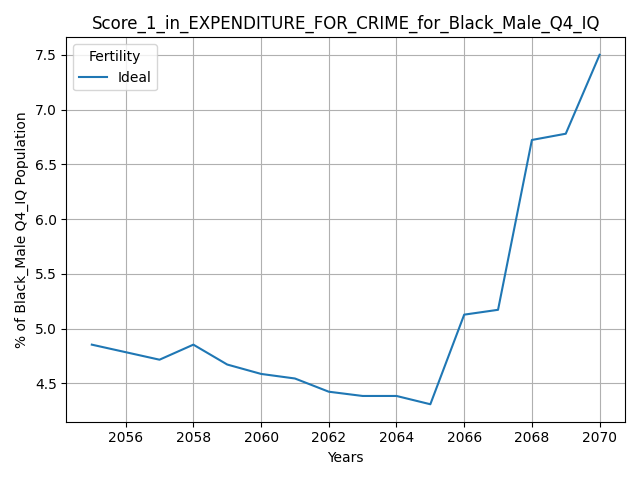 Score_1_in_EXPENDITURE_FOR_CRIME_for_Black_Male_Q4_IQ
Fertility
Ideal
% of Black_Male Q4_IQ Population
7.5
7.0
6.5
6.0
5.5
5.0
4.5
2056 2058 2060 2062 2064 2066 2068 2070
Years